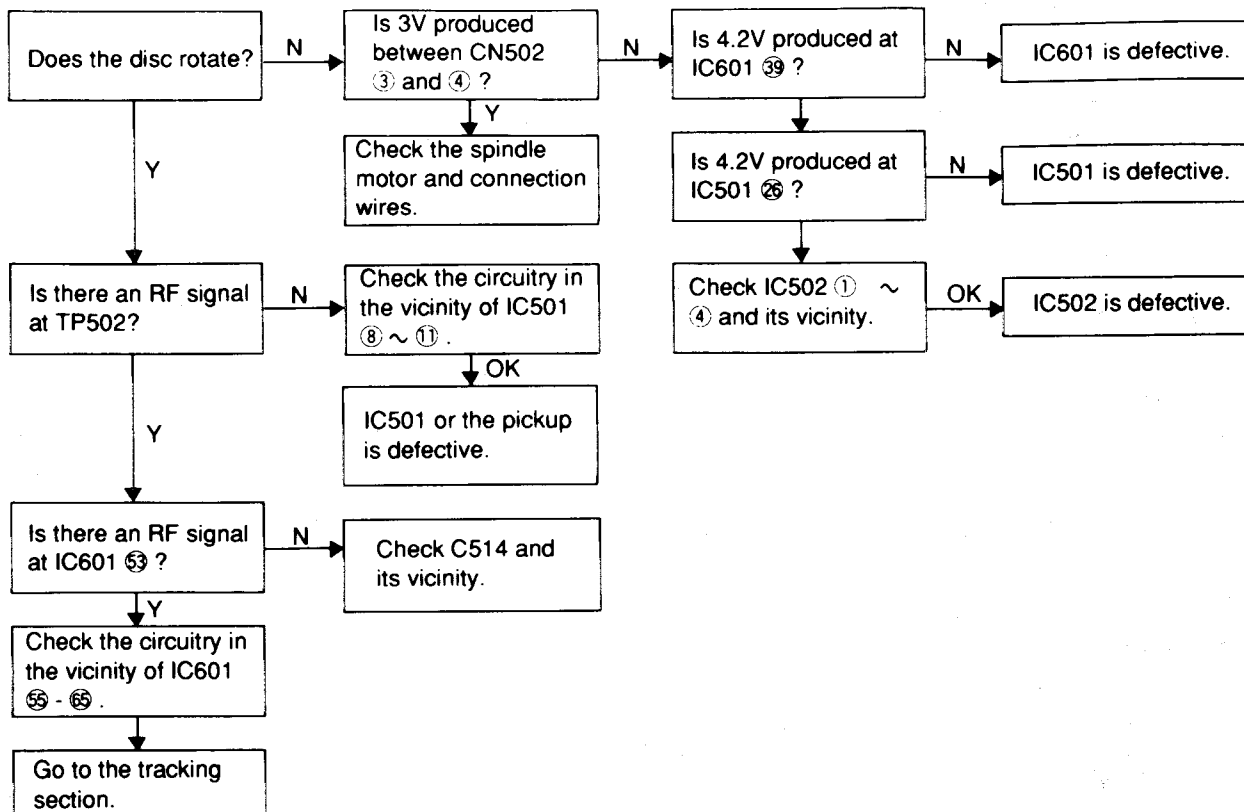 Does the disc rotate?
N
Is 3V produced
between CN502
③ and ④ ?
N
Is 4.2V produced at
IC601 ㊴ ?
N
IC601 is defective.
Y
Y
Check the spindle
motor and connection
wires.
Is 4.2V produced at
IC501 ㉖ ?
N
IC501 is defective.
Is there an RF signal
at TP502?
N
Check the circuitry in
the vicinity of IC501
⑧ ~ ⑪ .
Check IC502 ① ~
④ and its vicinity.
OK
IC502 is defective.
OK
IC501 or the pickup
is defective.
Y
Is there an RF signal
at IC601 53 ?
N
Check C514 and
its vicinity.
Y
Check the circuitry in
the vicinity of IC601
55 - 65 .
Go to the tracking
section.